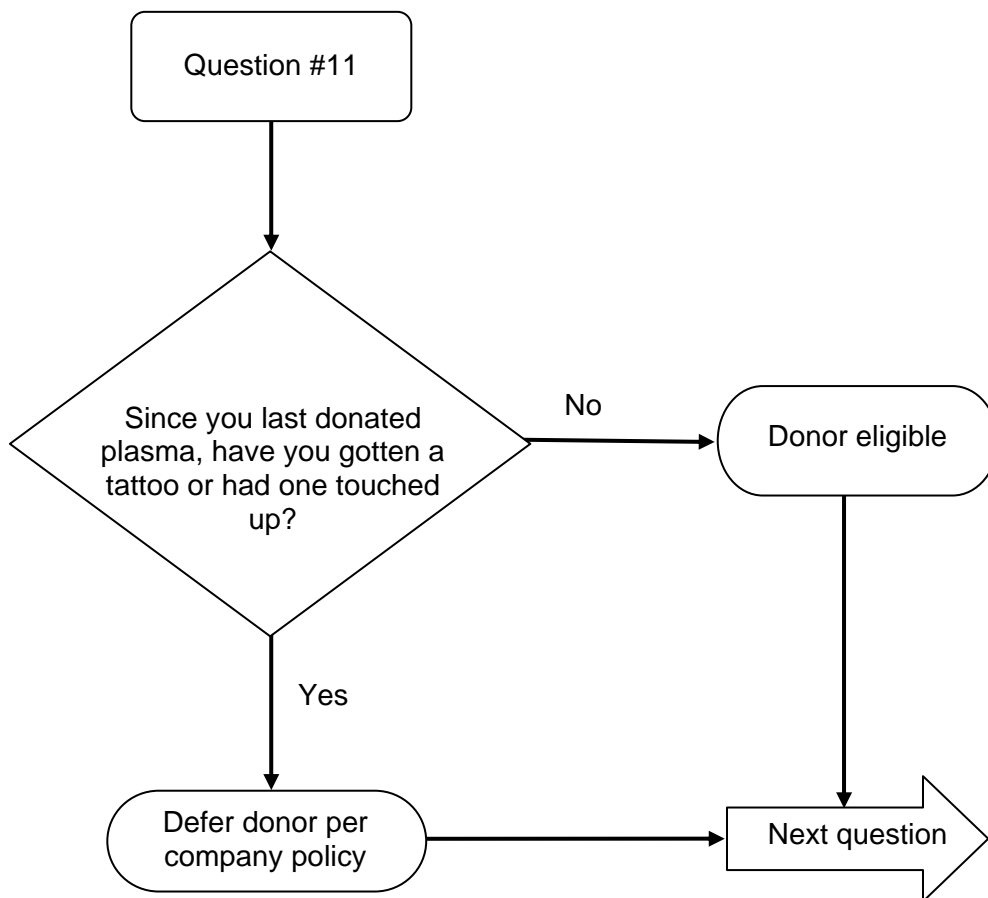 Question #11
Since you last donated
plasma, have you gotten a
tattoo or had one touched
up?
No
Donor eligible
Yes
Defer donor per
company policy
Next question